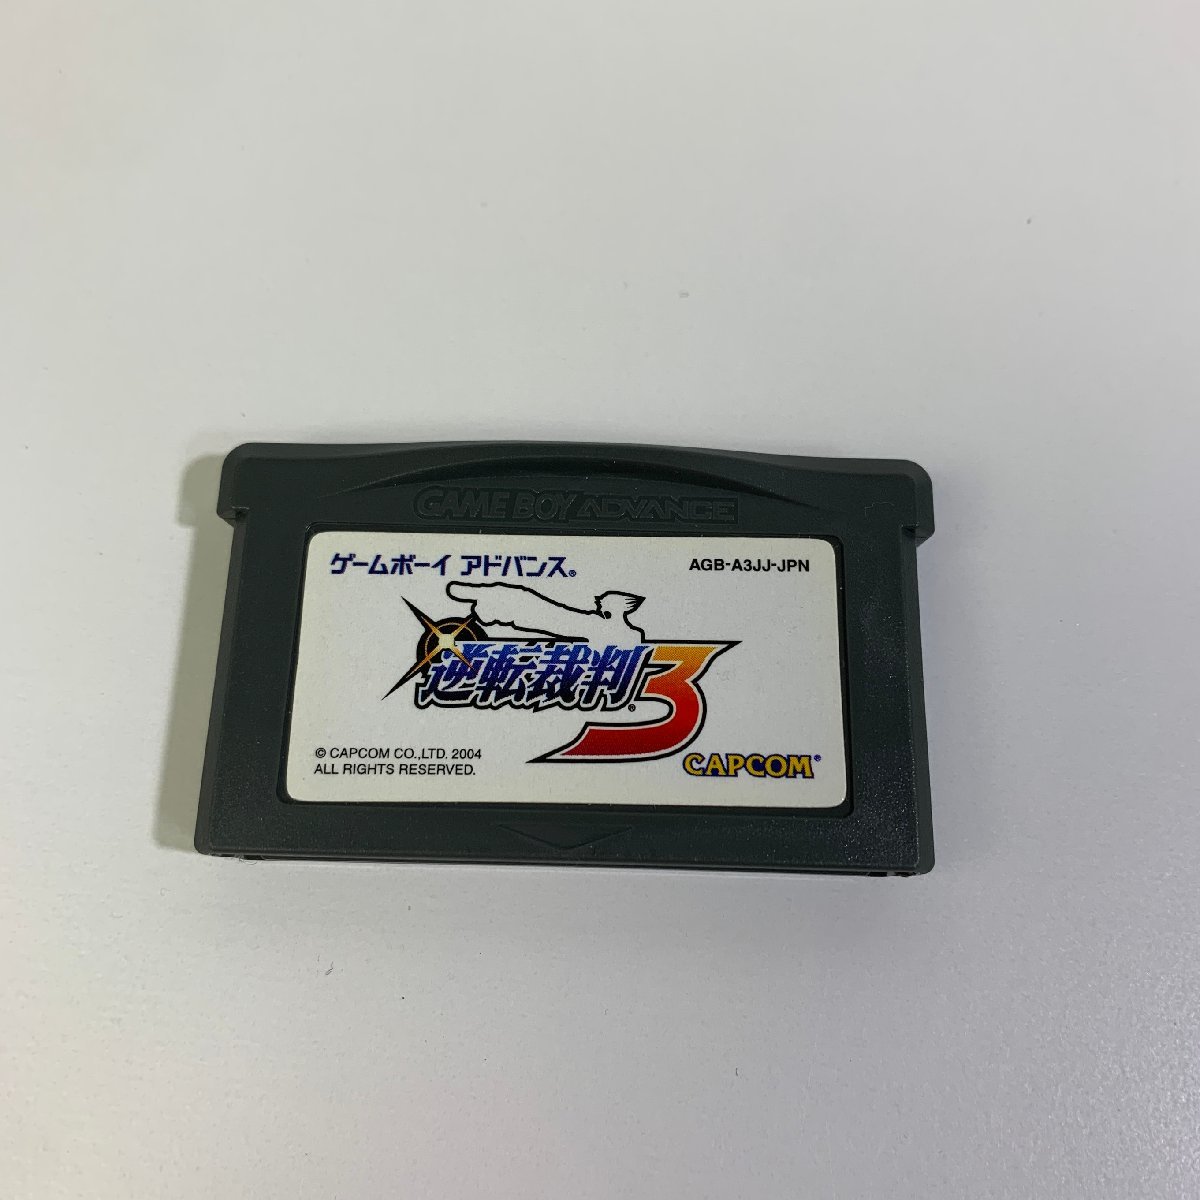 GAME BOY ADVANCE
ゲームボーイ アドバンス®
AGB-A3JJ-JPN
逆転裁判®3
© CAPCOM CO.,LTD. 2004
ALL RIGHTS RESERVED.
CAPCOM®